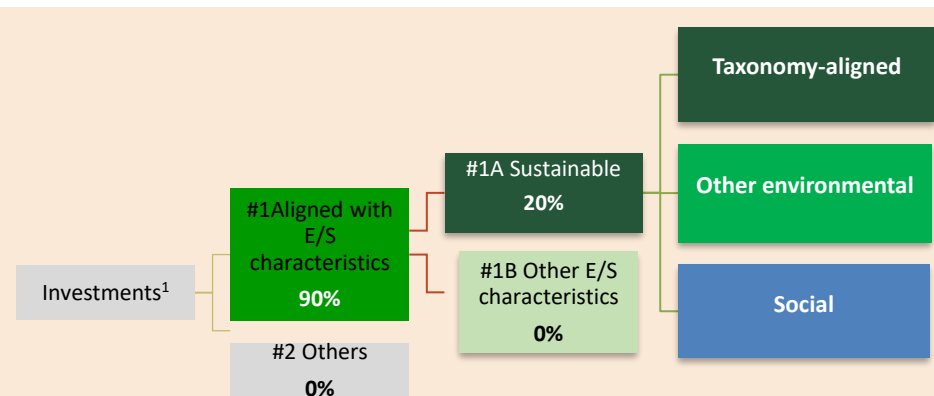 Investments1
#1Aligned with
E/S
characteristics
90%
#2 Others
0%
#1A Sustainable
20%
#1B Other E/S
characteristics
0%
Taxonomy-aligned
Other environmental
Social